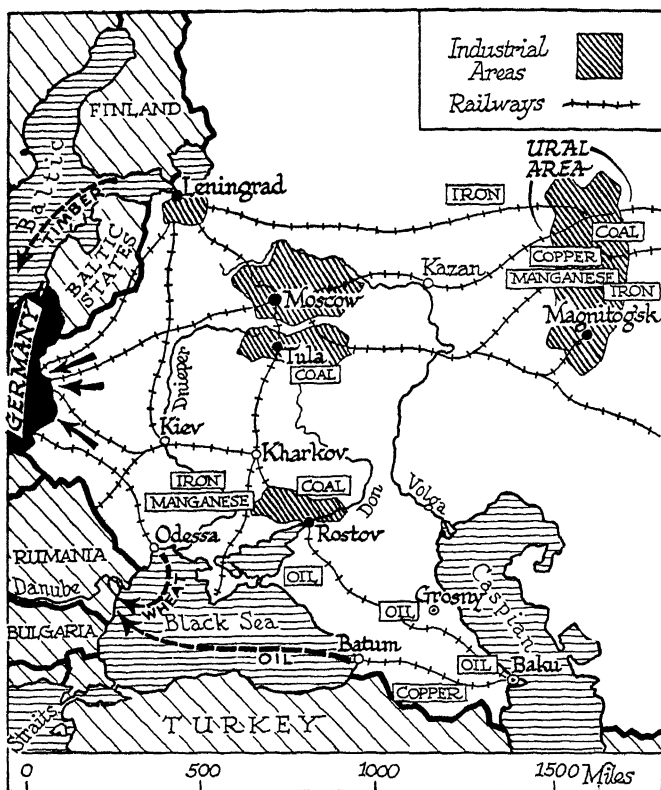 Industrial
Areas
Railways
FINLAND
URAL
AREA
Baltic
TIMBER
Leningrad
IRON
COAL
BALTIC
STATES
COPPER
Kazan
MANGANESE
IRON
Moscow
Magnitog'sk
GERMANY
Tula
COAL
Dnieper
Kiev
Kharkov
IRON
COAL
MANGANESE
Don
Volga
Odessa
Rostov
RUMANIA
OIL
Danube
WHEAT
Grosny
OIL
Caspian
Black Sea
BULGARIA
Batum
OIL
OIL
Baku
COPPER
Straits
TURKEY
0 500 1000 1500 Miles